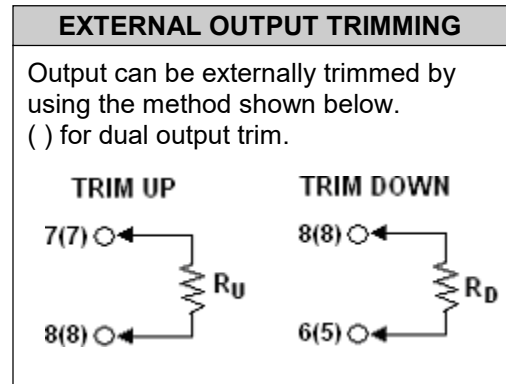 EXTERNAL OUTPUT TRIMMING
Output can be externally trimmed by
using the method shown below.
( ) for dual output trim.
TRIM UP
TRIM DOWN
7(7)
RU
8(8)
8(8)
RD
6(5)